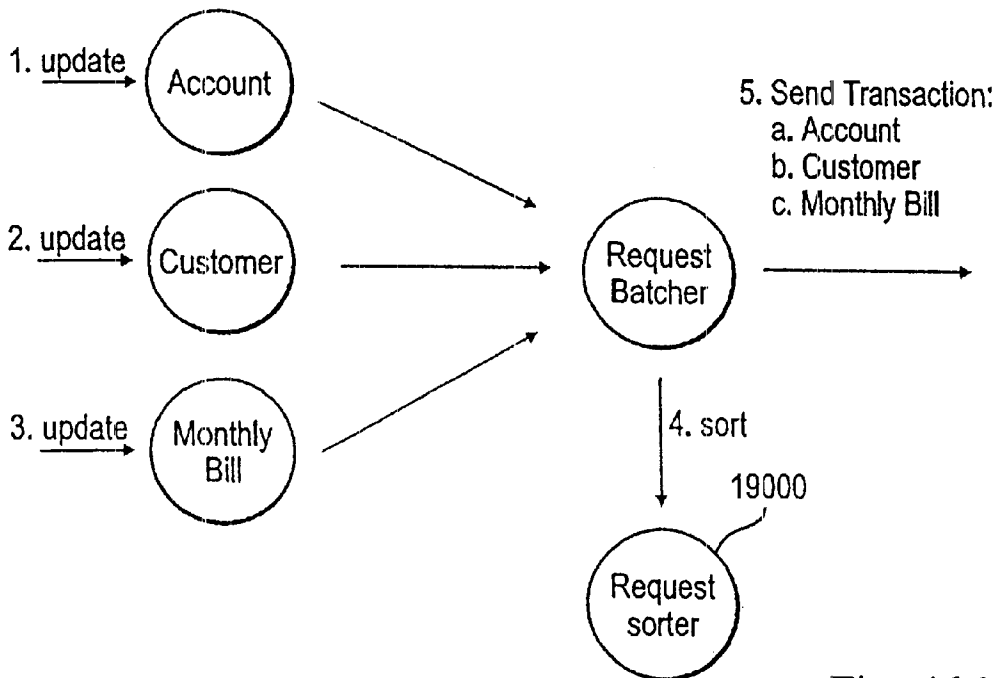 1. update
Account
2. update
Customer
3. update
Monthly
Bill
Request
Batcher
4. sort
19000
Request
sorter
5. Send Transaction:
a. Account
b. Customer
c. Monthly Bill